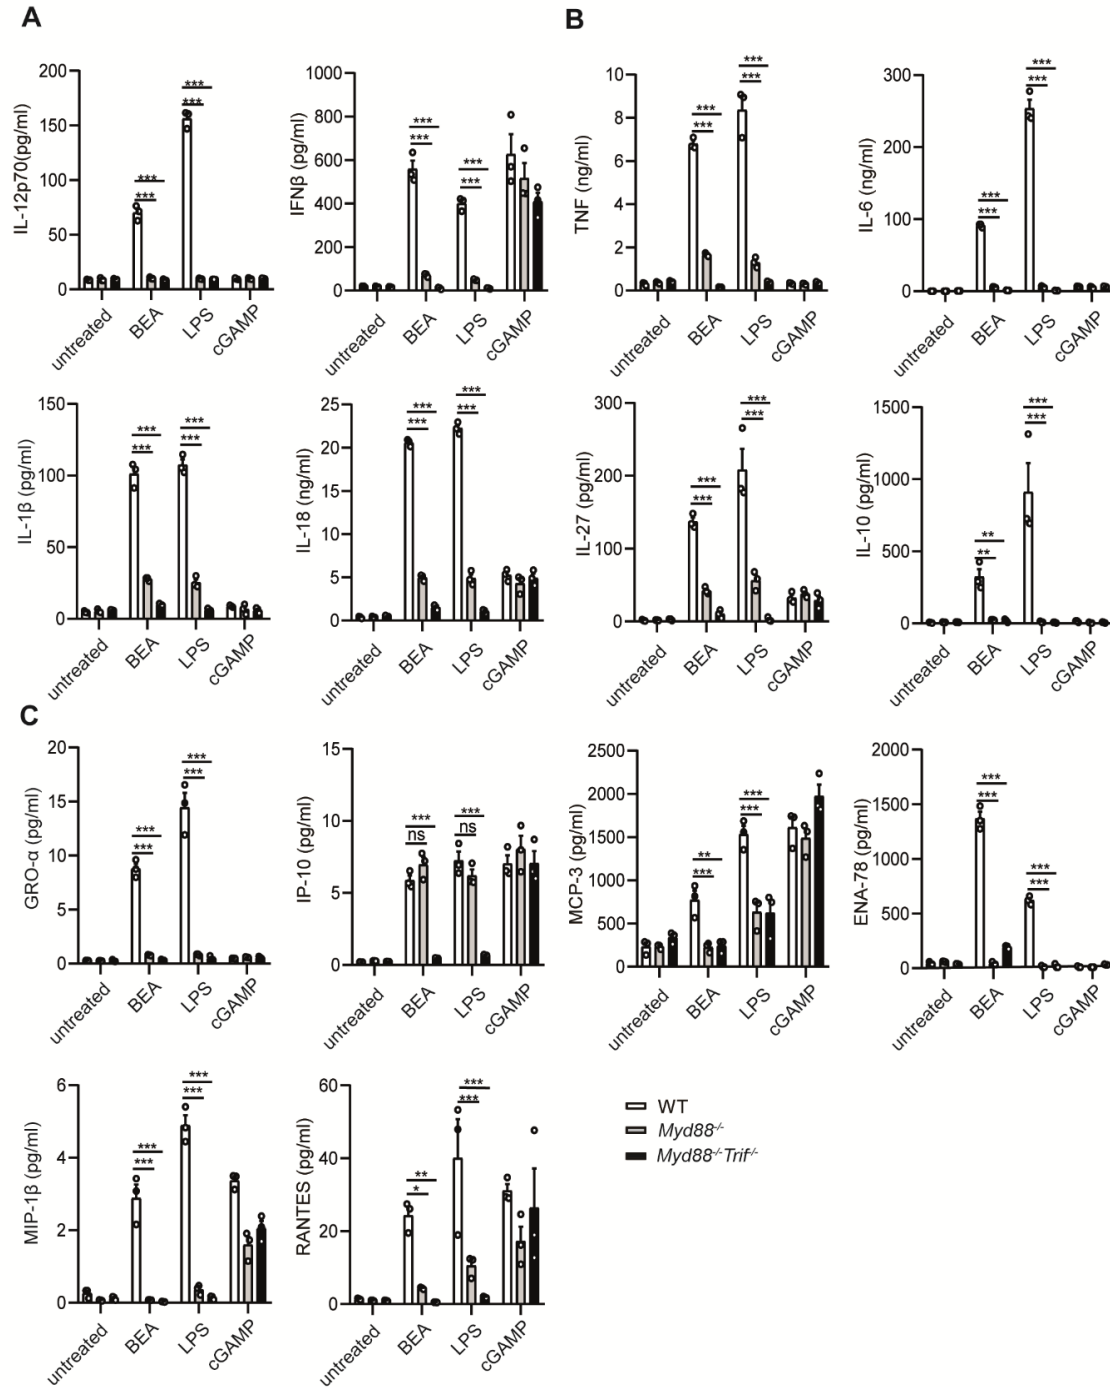 A
B
IL-12p70(pg/ml)
200
150
100
50
0
***
***
***
***
untreated
BEA
LPS
cGAMP
IFNβ (pg/ml)
1000
800
600
400
200
0
***
***
***
***
untreated
BEA
LPS
cGAMP
TNF (ng/ml)
10
8
6
4
2
0
***
***
***
***
untreated
BEA
LPS
cGAMP
IL-6 (ng/ml)
300
200
100
0
***
***
***
***
untreated
BEA
LPS
cGAMP
IL-1β (pg/ml)
150
100
50
0
***
***
***
***
untreated
BEA
LPS
cGAMP
IL-18 (ng/ml)
25
20
15
10
5
0
***
***
***
***
untreated
BEA
LPS
cGAMP
IL-27 (pg/ml)
300
200
100
0
***
***
***
***
untreated
BEA
LPS
cGAMP
IL-10 (pg/ml)
1500
1000
500
0
**
**
***
***
untreated
BEA
LPS
cGAMP
C
GRO-α (pg/ml)
20
15
10
5
0
***
***
***
***
untreated
BEA
LPS
cGAMP
IP-10 (pg/ml)
15
10
5
0
***
ns
***
ns
untreated
BEA
LPS
cGAMP
MCP-3 (pg/ml)
2500
2000
1500
1000
500
0
**
***
***
***
untreated
BEA
LPS
cGAMP
ENA-78 (pg/ml)
2000
1500
1000
500
0
***
***
***
***
untreated
BEA
LPS
cGAMP
MIP-1β (pg/ml)
6
4
2
0
***
***
***
***
untreated
BEA
LPS
cGAMP
RANTES (pg/ml)
60
40
20
0
**
*
***
***
untreated
BEA
LPS
cGAMP
WT
Myd88-/-
Myd88-/-Trif-/-